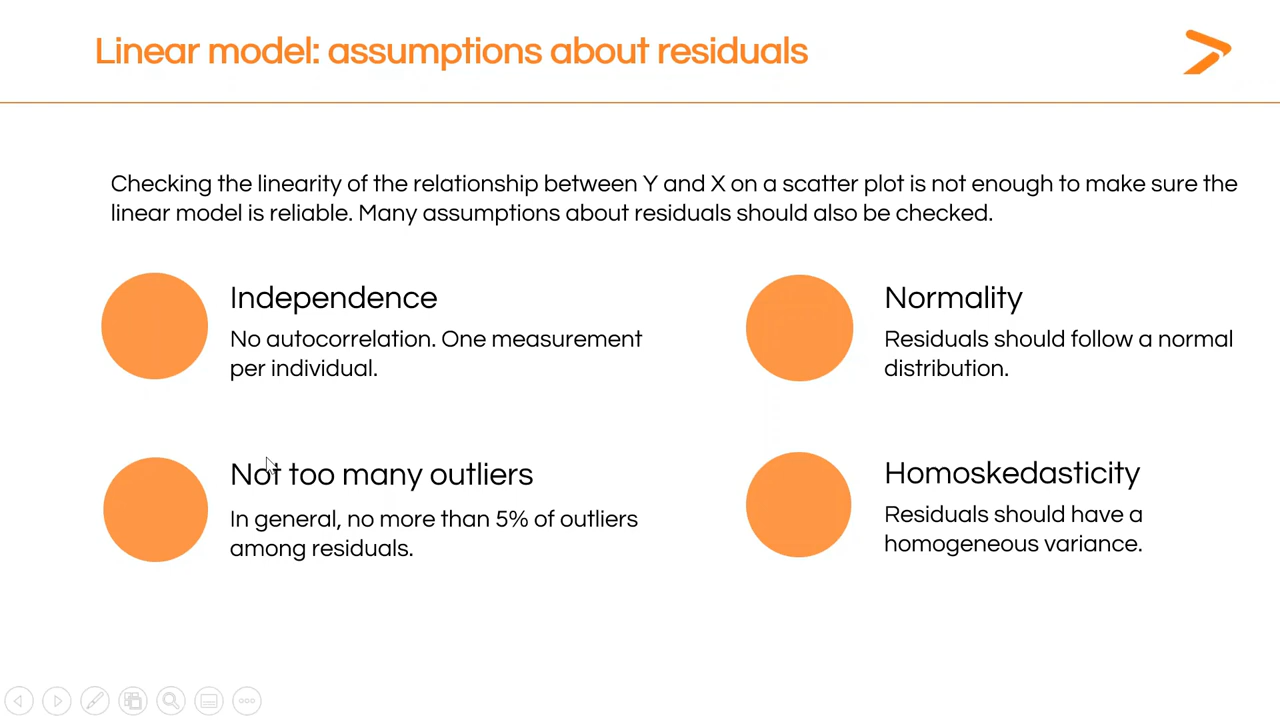 Linear model: assumptions about residuals
Checking the linearity of the relationship between Y and X on a scatter plot is not enough to make sure the
linear model is reliable. Many assumptions about residuals should also be checked.
Independence
No autocorrelation. One measurement
per individual.
Normality
Residuals should follow a normal
distribution.
Not too many outliers
In general, no more than 5% of outliers
among residuals.
Homoskedasticity
Residuals should have a
homogeneous variance.